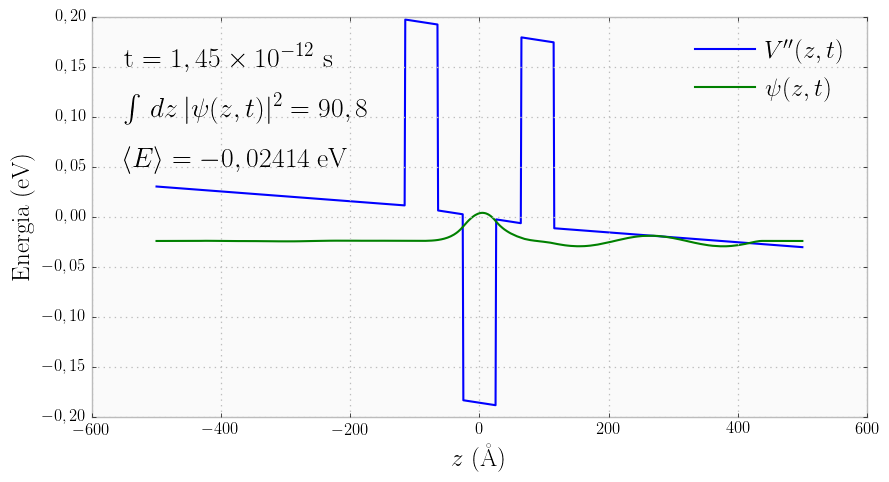 0,20
0,15
0,10
0,05
0,00
−0,05
−0,10
−0,15
−0,20
Energia (eV)
t = 1,45 × 10⁻¹² s
∫ dz |ψ(z, t)|² = 90,8
⟨E⟩ = −0,02414 eV
V′′(z, t)
ψ(z, t)
−600 −400 −200 0 200 400 600
z (Å)